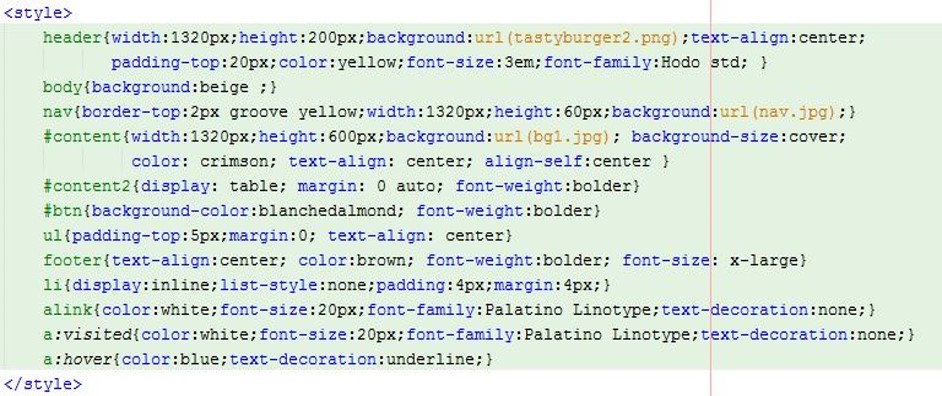 <style>
header{width:1320px;height:200px;background:url(tastyburger2.png);text-align:center;
padding-top:20px;color:yellow;font-size:3em;font-family:Hodo std; }
body{background:beige ;}
nav{border-top:2px groove yellow;width:1320px;height:60px;background:url(nav.jpg);}
#content{width:1320px;height:600px;background:url(bg1.jpg); background-size:cover;
color: crimson; text-align: center; align-self:center }
#content2{display: table; margin: 0 auto; font-weight:bolder}
#btn{background-color:blanchedalmond; font-weight:bolder}
ul{padding-top:5px;margin:0; text-align: center}
footer{text-align:center; color:brown; font-weight:bolder; font-size: x-large}
li{display:inline;list-style:none;padding:4px;margin:4px;}
alink{color:white;font-size:20px;font-family:Palatino Linotype;text-decoration:none;}
a:visited{color:white;font-size:20px;font-family:Palatino Linotype;text-decoration:none;}
a:hover{color:blue;text-decoration:underline;}
</style>